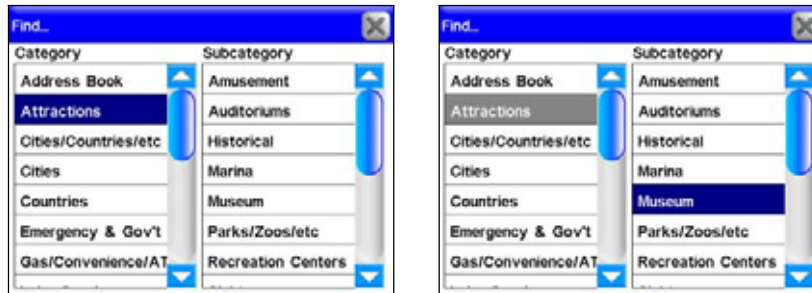 Find...
Category
Subcategory
Address Book
Amusement
Attractions
Auditoriums
Cities/Countries/etc
Historical
Cities
Marina
Countries
Museum
Emergency & Gov't
Parks/Zoos/etc
Gas/Convenience/AT
Recreation Centers
Find...
Category
Subcategory
Address Book
Amusement
Attractions
Auditoriums
Cities/Countries/etc
Historical
Cities
Marina
Countries
Museum
Emergency & Gov't
Parks/Zoos/etc
Gas/Convenience/AT
Recreation Centers